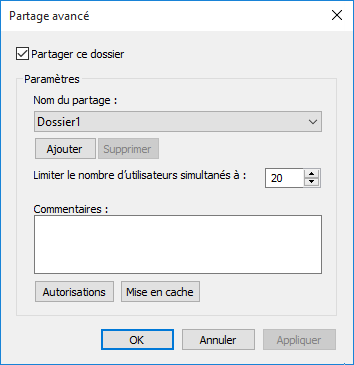 Partage avancé
Partager ce dossier
Paramètres
Nom du partage :
Dossier1
Ajouter Supprimer
Limiter le nombre d'utilisateurs simultanés à : 20
Commentaires :
Autorisations Mise en cache
OK Annuler Appliquer